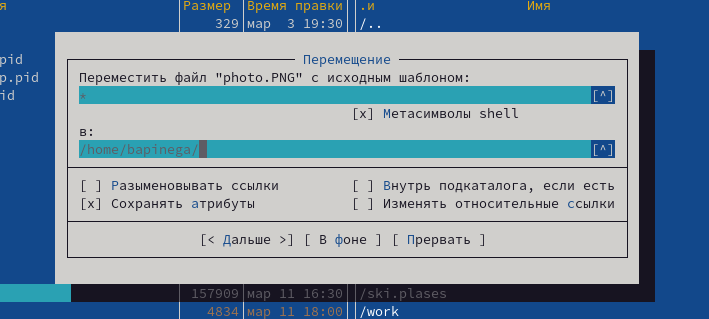 я Размер Время правки .и Имя
329 мар 3 19:30 /..
pid
p.pid
id
Перемещение
Переместить файл "photo.PNG" с исходным шаблоном:
* [^]
[x] Метасимволы shell
в:
/home/bapinega/ [^]
[ ] Разыменовывать ссылки [ ] Внутрь подкаталога, если есть
[x] Сохранять атрибуты [ ] Изменять относительные ссылки
[< Дальше >] [ В фоне ] [ Прервать ]
157909 мар 11 16:30 /ski.plases
4834 мар 11 18:00 /work